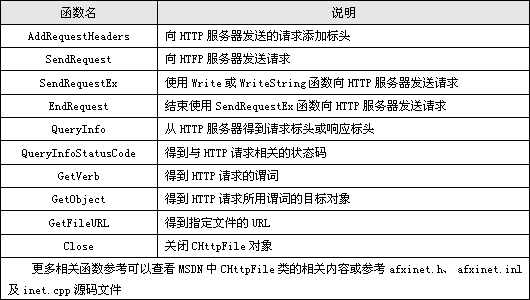 函数名 说明
AddRequestHeaders 向 HTTP 服务器发送的请求添加标头
SendRequest 向 HTFP 服务器发送请求
SendRequestEx 使用 Write 或 WriteString 函数向 HTTP 服务器发送请求
EndRequest 结束使用 SendRequestEx 函数向 HTTP 服务器发送请求
QueryInfo 从 HTTP 服务器得到请求标头或响应标头
QueryInfoStatusCode 得到与 HTTP 请求相关的状态码
GetVerb 得到 HTTP 请求的谓词
GetObject 得到 HTTP 请求所用谓词的目标对象
GetFileURL 得到指定文件的 URL
Close 关闭 CHttpFile 对象
更多相关函数参考可以查看 MSDN 中 CHttpFile 类的相关内容或参考 afxinet.h、 afxinet.inl
及 inet.cpp 源码文件